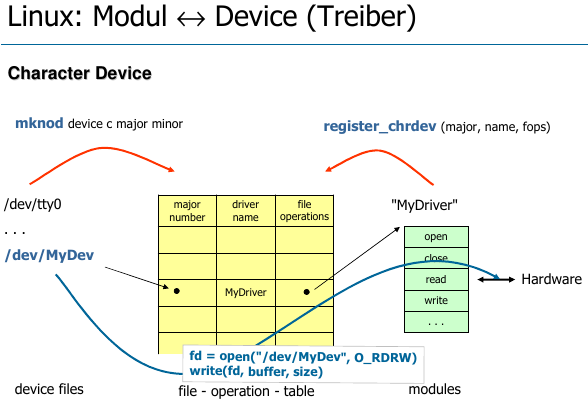 Linux: Modul ↔ Device (Treiber)
Character Device
mknod device c major minor
register_chrdev (major, name, fops)
/dev/tty0
. . .
/dev/MyDev
major number
driver name
file operations
MyDriver
"MyDriver"
open
close
read
write
. . .
Hardware
fd = open("/dev/MyDev", O_RDRW)
write(fd, buffer, size)
device files
file - operation - table
modules